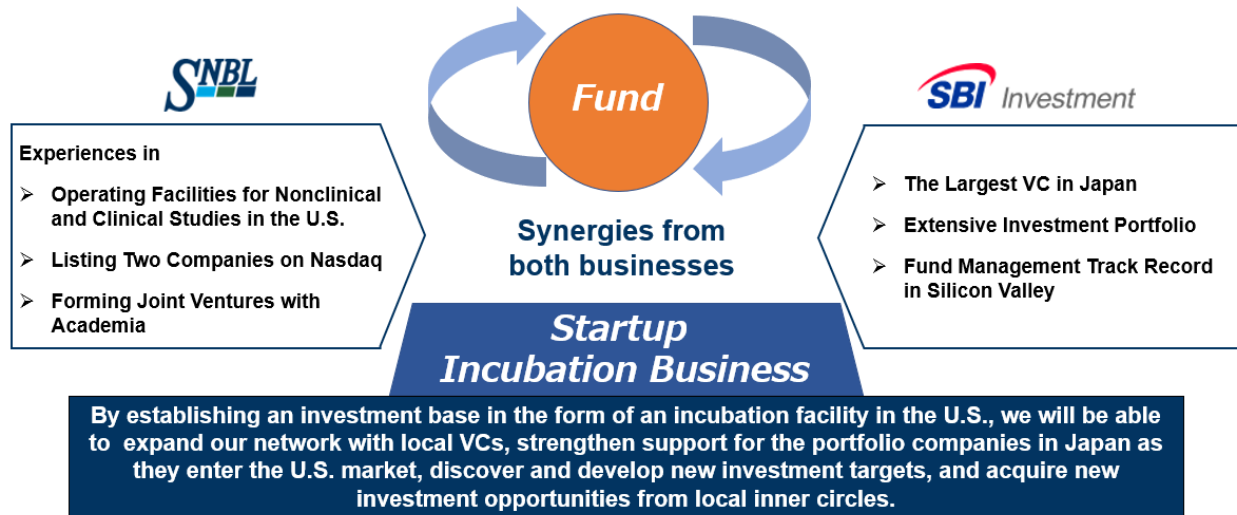 SNBL
Experiences in
Operating Facilities for Nonclinical
and Clinical Studies in the U.S.
Listing Two Companies on Nasdaq
Forming Joint Ventures with
Academia
Fund
Synergies from
both businesses
SBI Investment
The Largest VC in Japan
Extensive Investment Portfolio
Fund Management Track Record
in Silicon Valley
Startup
Incubation Business
By establishing an investment base in the form of an incubation facility in the U.S., we will be able
to expand our network with local VCs, strengthen support for the portfolio companies in Japan as
they enter the U.S. market, discover and develop new investment targets, and acquire new
investment opportunities from local inner circles.